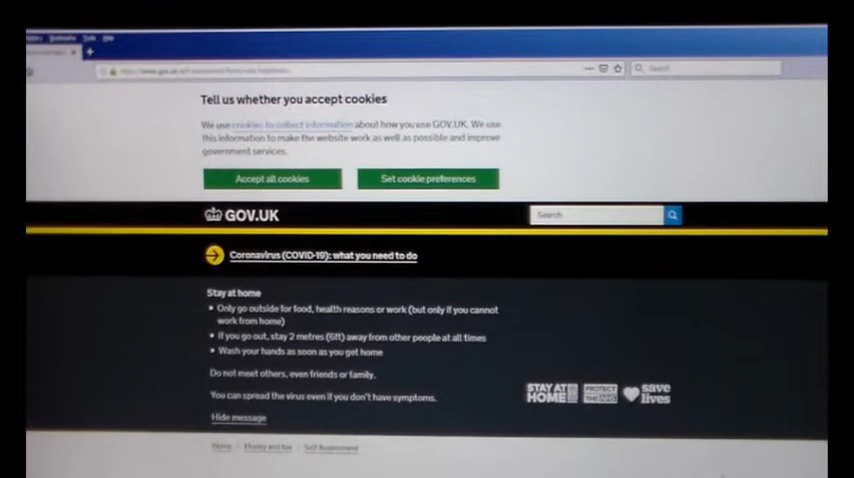 Bookmarks Tools Help
Search
Tell us whether you accept cookies
We use cookies to collect information about how you use GOV.UK. We use
this information to make the website work as well as possible and improve
government services.
Accept all cookies Set cookie preferences
GOV.UK Search
Coronavirus (COVID-19): what you need to do
Stay at home
• Only go outside for food, health reasons or work (but only if you cannot
work from home)
• If you go out, stay 2 metres (6ft) away from other people at all times
• Wash your hands as soon as you get home
Do not meet others, even friends or family.
You can spread the virus even if you don't have symptoms.
STAY AT HOME PROTECT THE NHS save lives
Hide message
Home Money and tax Self Assessment